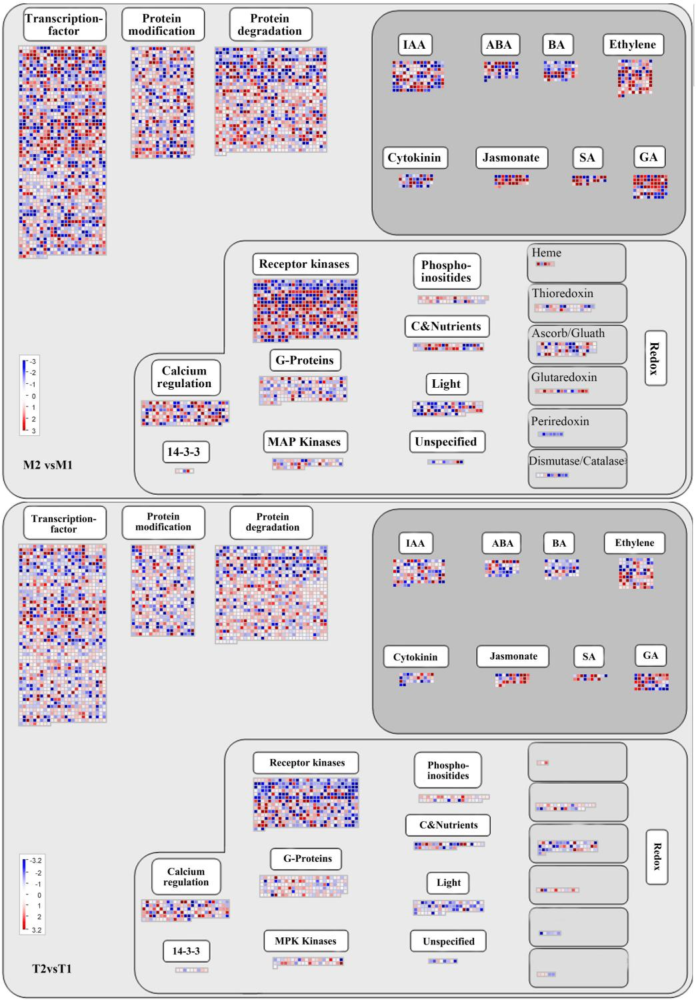 Transcription-
factor
Protein
modification
Protein
degradation
IAA
ABA
BA
Ethylene
Cytokinin
Jasmonate
SA
GA
Receptor kinases
Phospho-
inositides
Heme
Thioredoxin
C&Nutrients
Ascorb/Gluath
Redox
G-Proteins
Calcium
regulation
Light
Glutaredoxin
-3
-2
-1
0
1
2
3
Periredoxin
14-3-3
MAP Kinases
Unspecified
Dismutase/Catalase
M2 vsM1
Transcription-
factor
Protein
modification
Protein
degradation
IAA
ABA
BA
Ethylene
Cytokinin
Jasmonate
SA
GA
Receptor kinases
Phospho-
inositides
C&Nutrients
Redox
G-Proteins
Calcium
regulation
Light
-3.2
-2
-1
0
1
2
3.2
14-3-3
MPK Kinases
Unspecified
T2vsT1